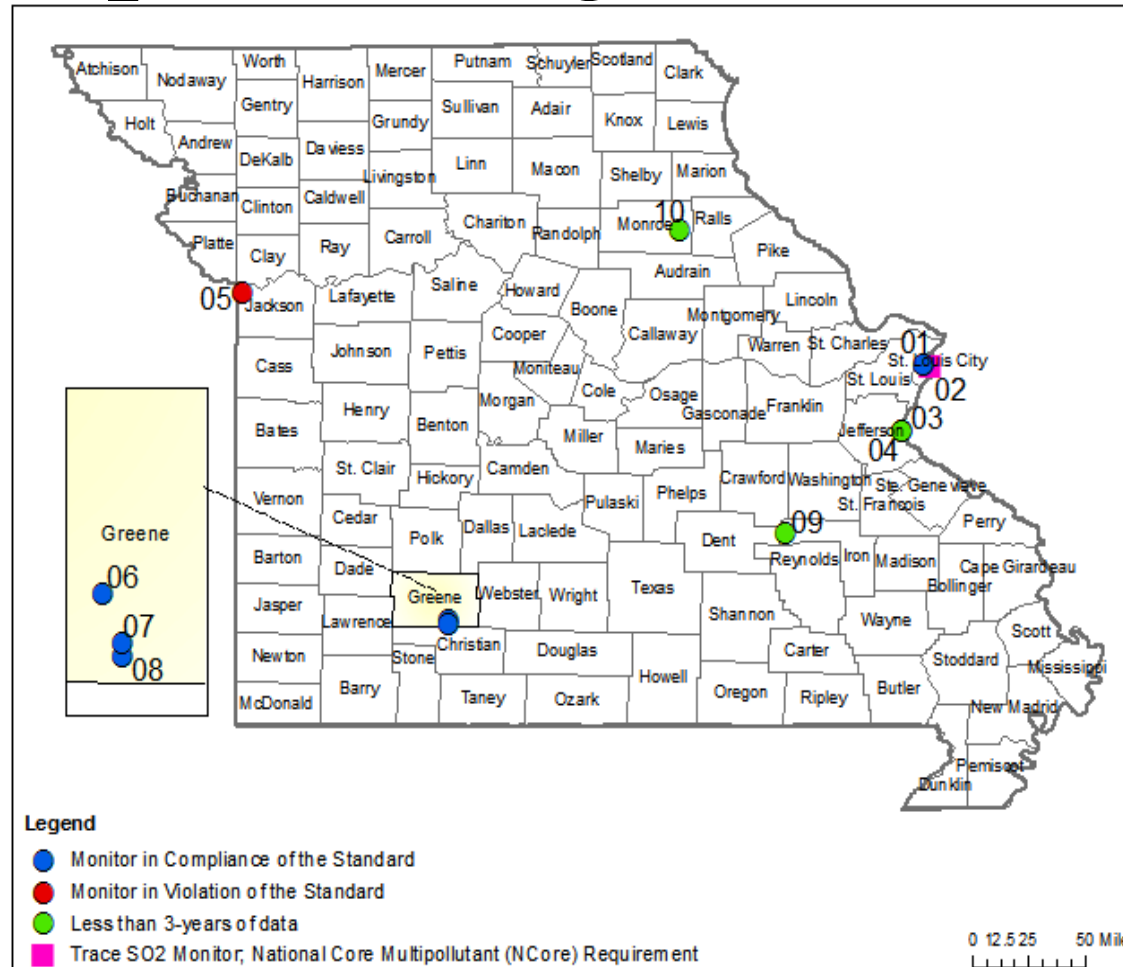 Atchison
Nodaway
Worth
Harrison
Mercer
Putnam
Schuyler
Scotland
Clark
Gentry
Sullivan
Adair
Knox
Lewis
Holt
Andrew
DeKalb
Daviess
Grundy
Linn
Macon
Shelby
Marion
Livingston
Buchanan
Clinton
Caldwell
Chariton
Randolph
10
Monroe
Ralls
Platte
Clay
Ray
Carroll
Pike
Audrain
05
Jackson
Lafayette
Saline
Howard
Boone
Callaway
Montgomery
Lincoln
Cooper
Warren
St. Charles
01
St. Louis City
Cass
Johnson
Pettis
Moniteau
Cole
Osage
Gasconade
Franklin
St. Louis
02
Henry
Morgan
Bates
Benton
Miller
Maries
Jefferson
03
04
St. Clair
Hickory
Camden
Crawford
Washington
Ste. Genevieve
St. Francois
Vernon
Pulaski
Phelps
Perry
Cedar
Polk
Dallas
Laclede
Dent
09
Reynolds
Iron
Madison
Bollinger
Cape Girardeau
Barton
Dade
Greene
Webster
Wright
Texas
Shannon
Wayne
Scott
Jasper
Lawrence
Christian
Douglas
Carter
Stoddard
Mississippi
Newton
Stone
Howell
McDonald
Barry
Taney
Ozark
Oregon
Ripley
Butler
New Madrid
Pemiscot
Dunklin
Greene
06
07
08
Legend
Monitor in Compliance of the Standard
Monitor in Violation of the Standard
Less than 3-years of data
Trace SO2 Monitor; National Core Multipollutant (NCore) Requirement
0 12.5 25 50 Mil